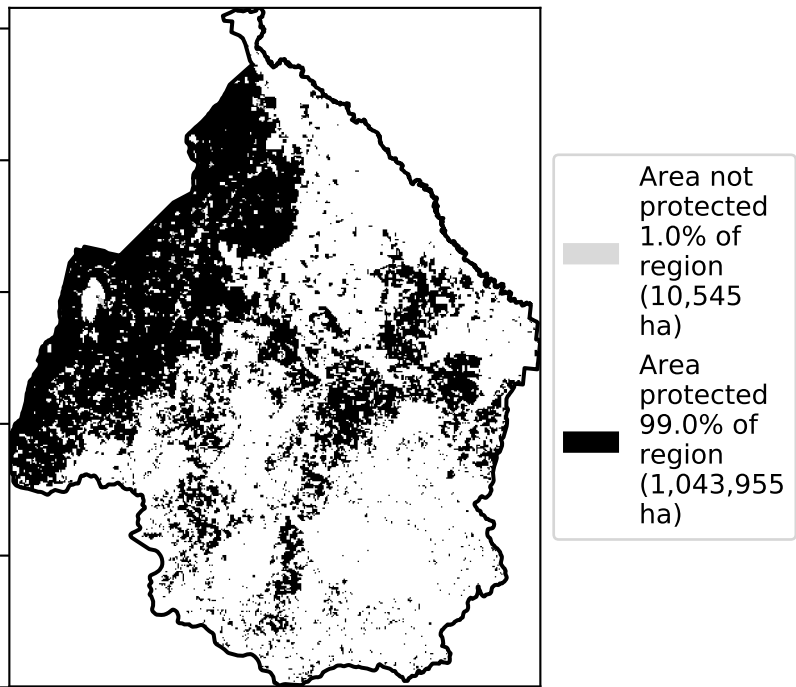 Area not
protected
1.0% of
region
(10,545
ha)
Area
protected
99.0% of
region
(1,043,955
ha)